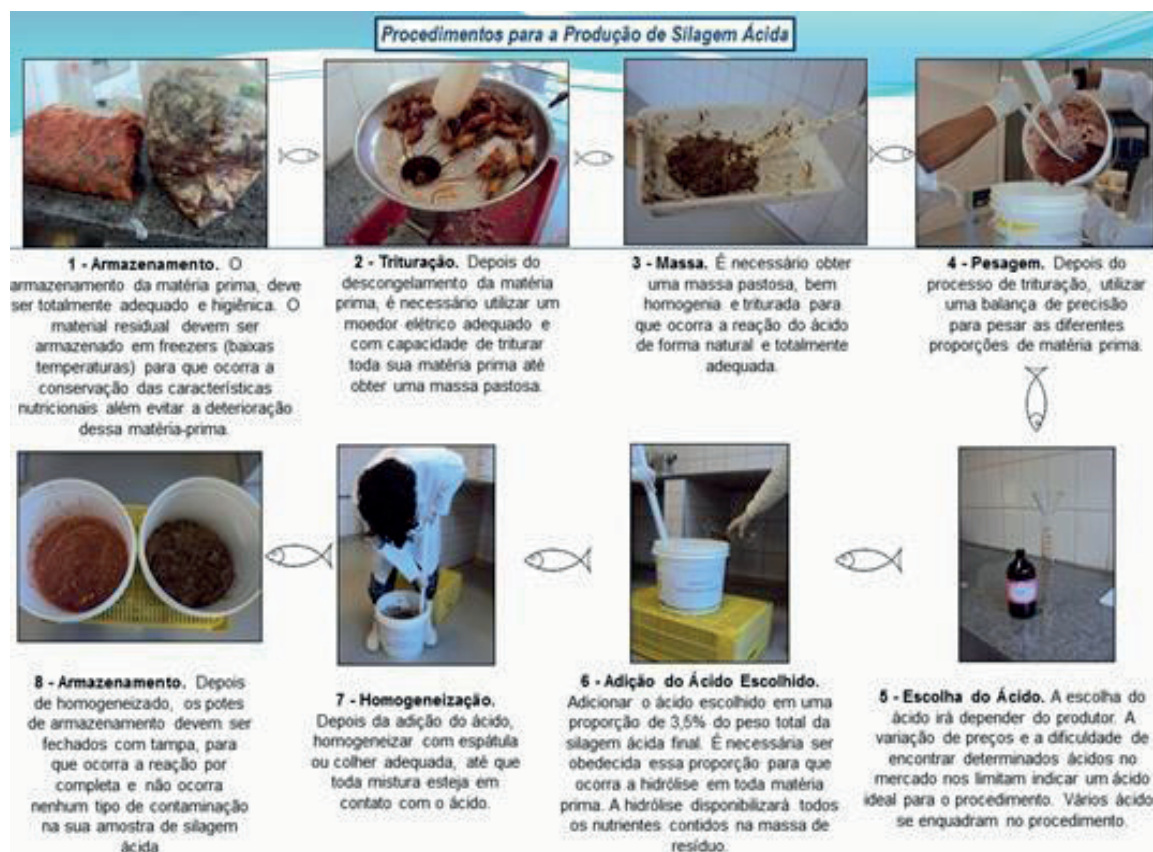 Procedimentos para a Produção de Silagem Ácida
1 - Armazenamento. O
armazenamento da matéria prima, deve
ser totalmente adequado e higiênica. O
material residual devem ser
armazenado em freezers (baixas
temperaturas) para que ocorra a
conservação das características
nutricionais além evitar a deterioração
dessa matéria-prima.
2 - Trituração. Depois do
descongelamento da matéria
prima, é necessário utilizar um
moedor elétrico adequado e
com capacidade de triturar
toda sua matéria prima até
obter uma massa pastosa.
3 - Massa. É necessário obter
uma massa pastosa, bem
homogenia e triturada para
que ocorra a reação do ácido
de forma natural e totalmente
adequada.
4 - Pesagem. Depois do
processo de trituração, utilizar
uma balança de precisão
para pesar as diferentes
proporções de matéria prima.
5 - Escolha do Ácido. A escolha do
ácido irá depender do produtor. A
variação de preços e a dificuldade de
encontrar determinados ácidos no
mercado nos limitam indicar um ácido
ideal para o procedimento. Vários ácido
se enquadram no procedimento.
6 - Adição do Ácido Escolhido.
Adicionar o ácido escolhido em uma
proporção de 3,5% do peso total da
silagem ácida final. É necessária ser
obedecida essa proporção para que
ocorra a hidrólise em toda matéria
prima. A hidrólise disponibilizará todos
os nutrientes contidos na massa de
resíduo.
7 - Homogeneização.
Depois da adição do ácido,
homogeneizar com espátula
ou colher adequada, até que
toda mistura esteja em
contato com o ácido.
8 - Armazenamento. Depois
de homogeneizado, os potes
de armazenamento devem ser
fechados com tampa, para
que ocorra a reação por
completa e não ocorra
nenhum tipo de contaminação
na sua amostra de silagem
ácida